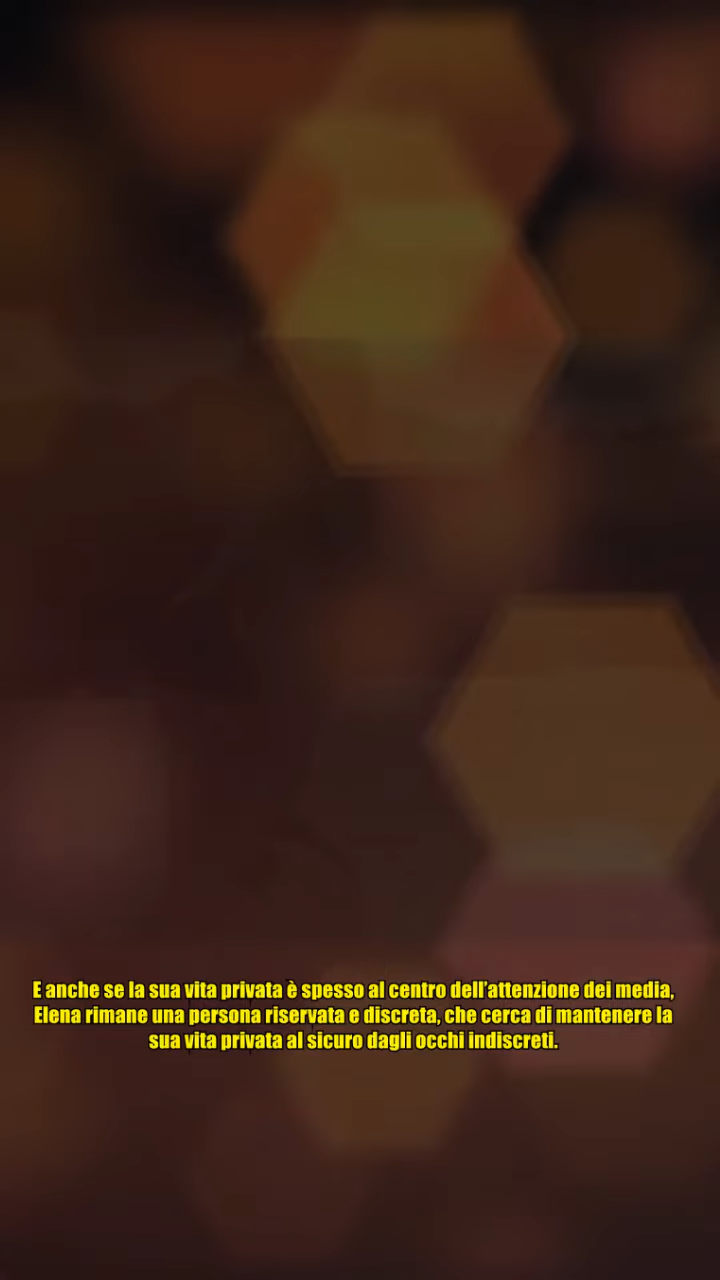 E anche se la sua vita privata è spesso al centro dell'attenzione dei media,
Elena rimane una persona riservata e discreta, che cerca di mantenere la
sua vita privata al sicuro dagli occhi indiscreti.